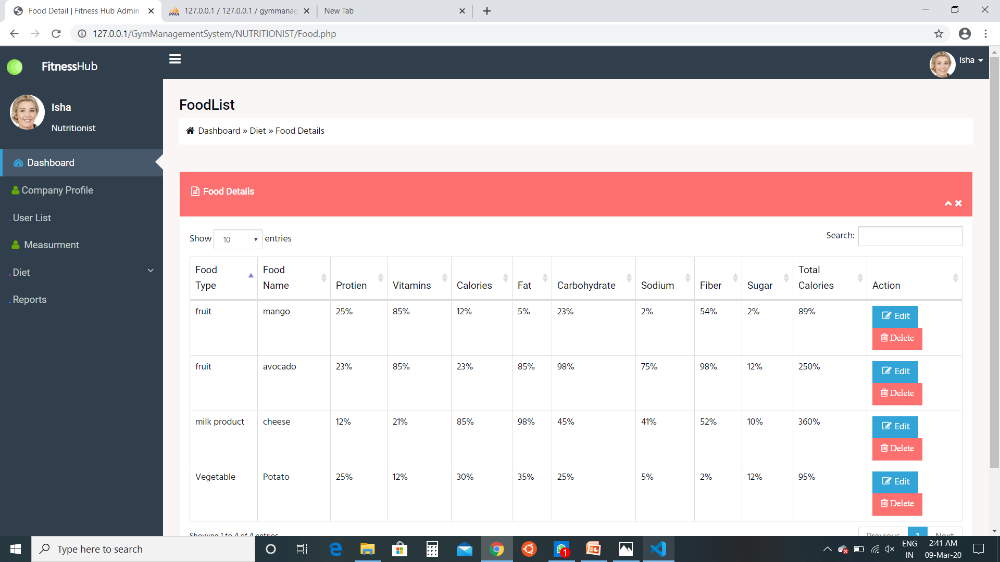 Food Detail | Fitness Hub Admin
127.0.0.1 / 127.0.0.1 / gymmanag
New Tab
127.0.0.1/GymManagementSystem/NUTRITIONIST/Food.php
FitnessHub
Isha
Isha
Nutritionist
Dashboard
Company Profile
User List
Measurment
Diet
Reports
FoodList
Dashboard » Diet » Food Details
Food Details
Show 10 entries
Search:
Food Type Food Name Protien Vitamins Calories Fat Carbohydrate Sodium Fiber Sugar Total Calories Action
fruit mango 25% 85% 12% 5% 23% 2% 54% 2% 89% Edit
Delete
fruit avocado 23% 85% 23% 85% 98% 75% 98% 12% 250% Edit
Delete
milk product cheese 12% 21% 85% 98% 45% 41% 52% 10% 360% Edit
Delete
Vegetable Potato 25% 12% 30% 35% 25% 5% 2% 12% 95% Edit
Delete
Showing 1 to 4 of 4 entries
Previous 1 Next
Type here to search
1
ENG
IN
2:41 AM
09-Mar-20